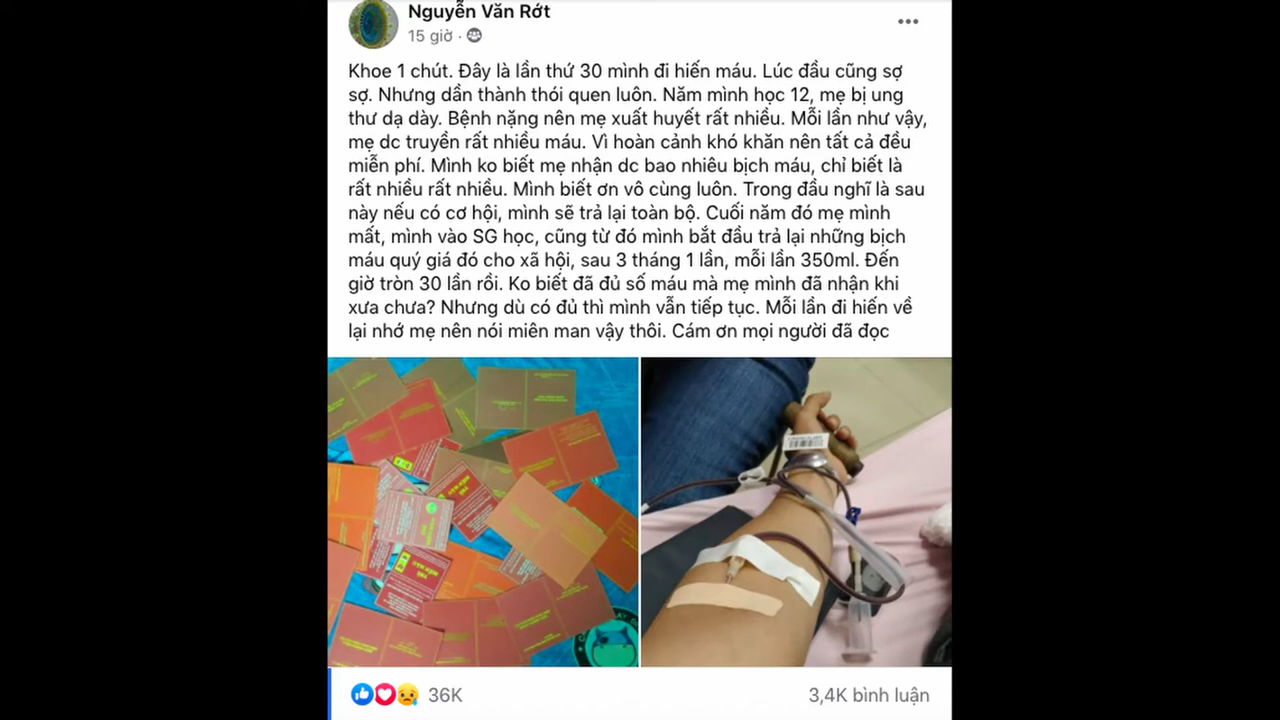 Nguyễn Văn Rớt
15 giờ ·
Khoe 1 chút. Đây là lần thứ 30 mình đi hiến máu. Lúc đầu cũng sợ
sợ. Nhưng dần thành thói quen luôn. Năm mình học 12, mẹ bị ung
thư dạ dày. Bệnh nặng nên mẹ xuất huyết rất nhiều. Mỗi lần như vậy,
mẹ dc truyền rất nhiều máu. Vì hoàn cảnh khó khăn nên tất cả đều
miễn phí. Mình ko biết mẹ nhận dc bao nhiêu bịch máu, chỉ biết là
rất nhiều rất nhiều. Mình biết ơn vô cùng luôn. Trong đầu nghĩ là sau
này nếu có cơ hội, mình sẽ trả lại toàn bộ. Cuối năm đó mẹ mình
mất, mình vào SG học, cũng từ đó mình bắt đầu trả lại những bịch
máu quý giá đó cho xã hội, sau 3 tháng 1 lần, mỗi lần 350ml. Đến
giờ tròn 30 lần rồi. Ko biết đã đủ số máu mà mẹ mình đã nhận khi
xưa chưa? Nhưng dù có đủ thì mình vẫn tiếp tục. Mỗi lần đi hiến về
lại nhớ mẹ nên nói miên man vậy thôi. Cám ơn mọi người đã đọc
36K
3,4K bình luận